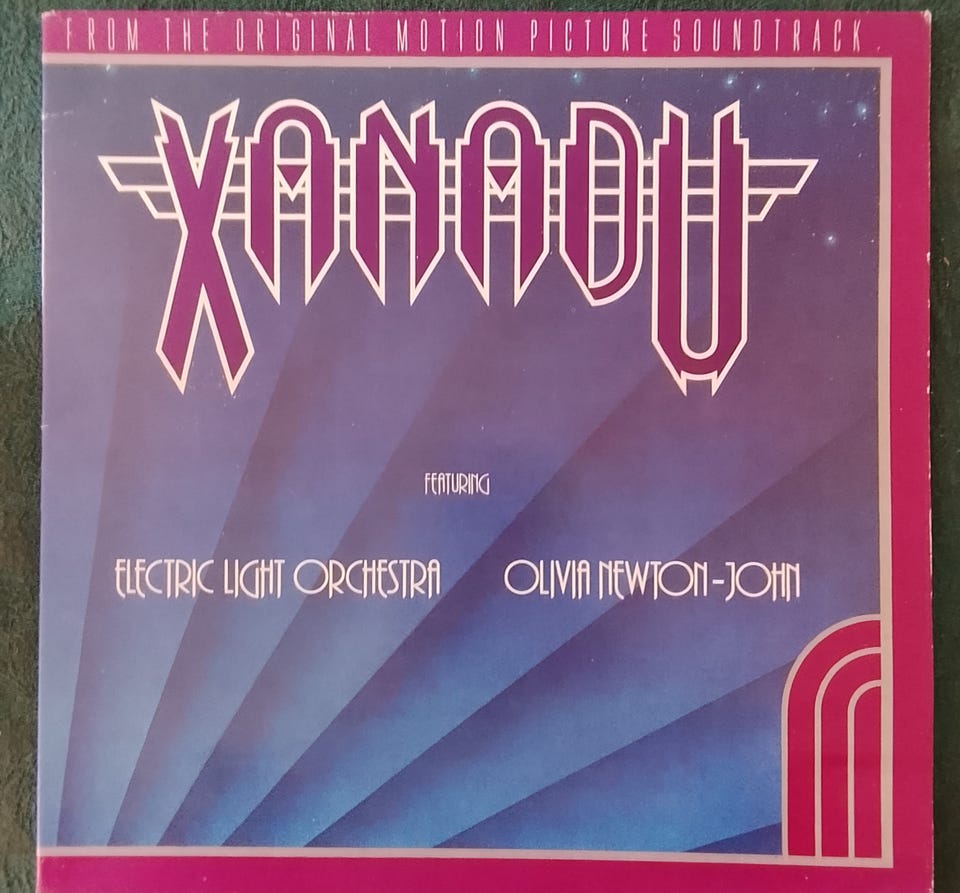 FROM THE ORIGINAL MOTION PICTURE SOUNDTRACK
XANADU
FEATURING
ELECTRIC LIGHT ORCHESTRA OLIVIA NEWTON-JOHN